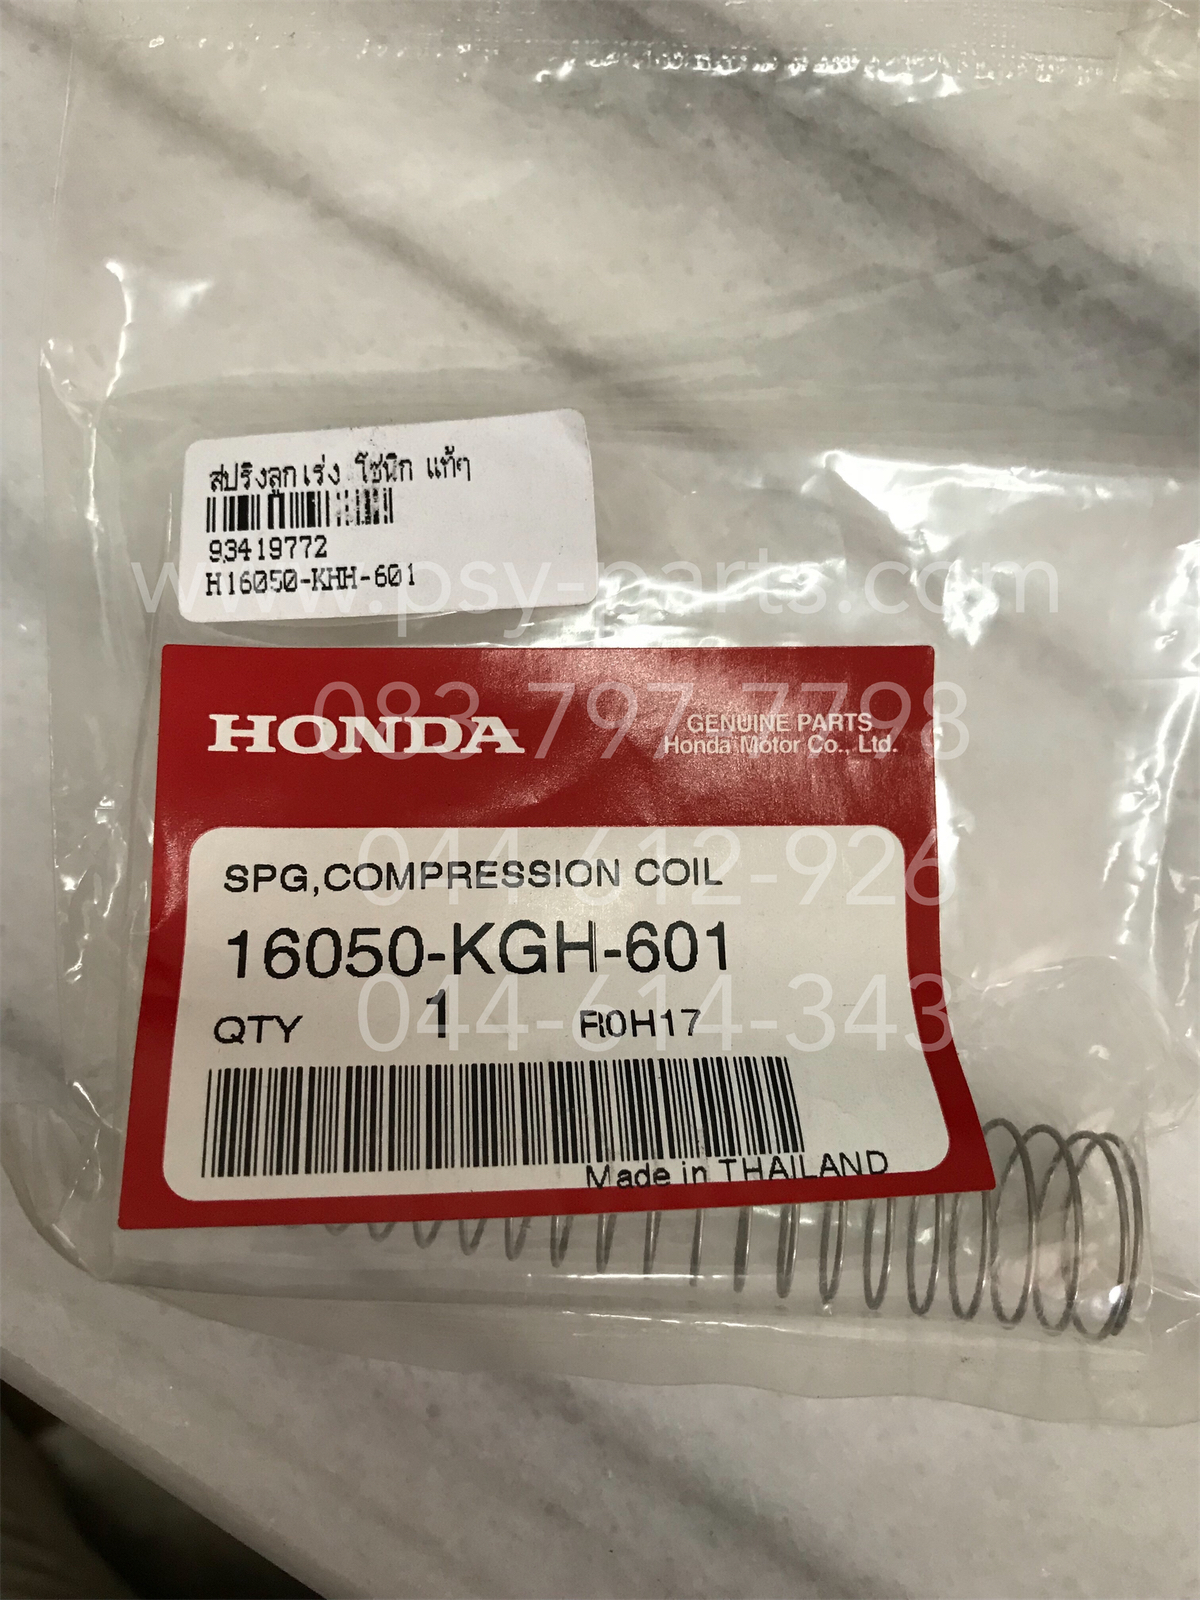 สปริงลูกเร่ง โซนิก แท้ๆ
93419772
H16050-KHH-601
www.psy-parts.com
083-797-7798
HONDA
GENUINE PARTS
Honda Motor Co., Ltd.
044-612-926
SPG,COMPRESSION COIL
16050-KGH-601
044-614-343
QTY 1 R0H17
Made in THAILAND